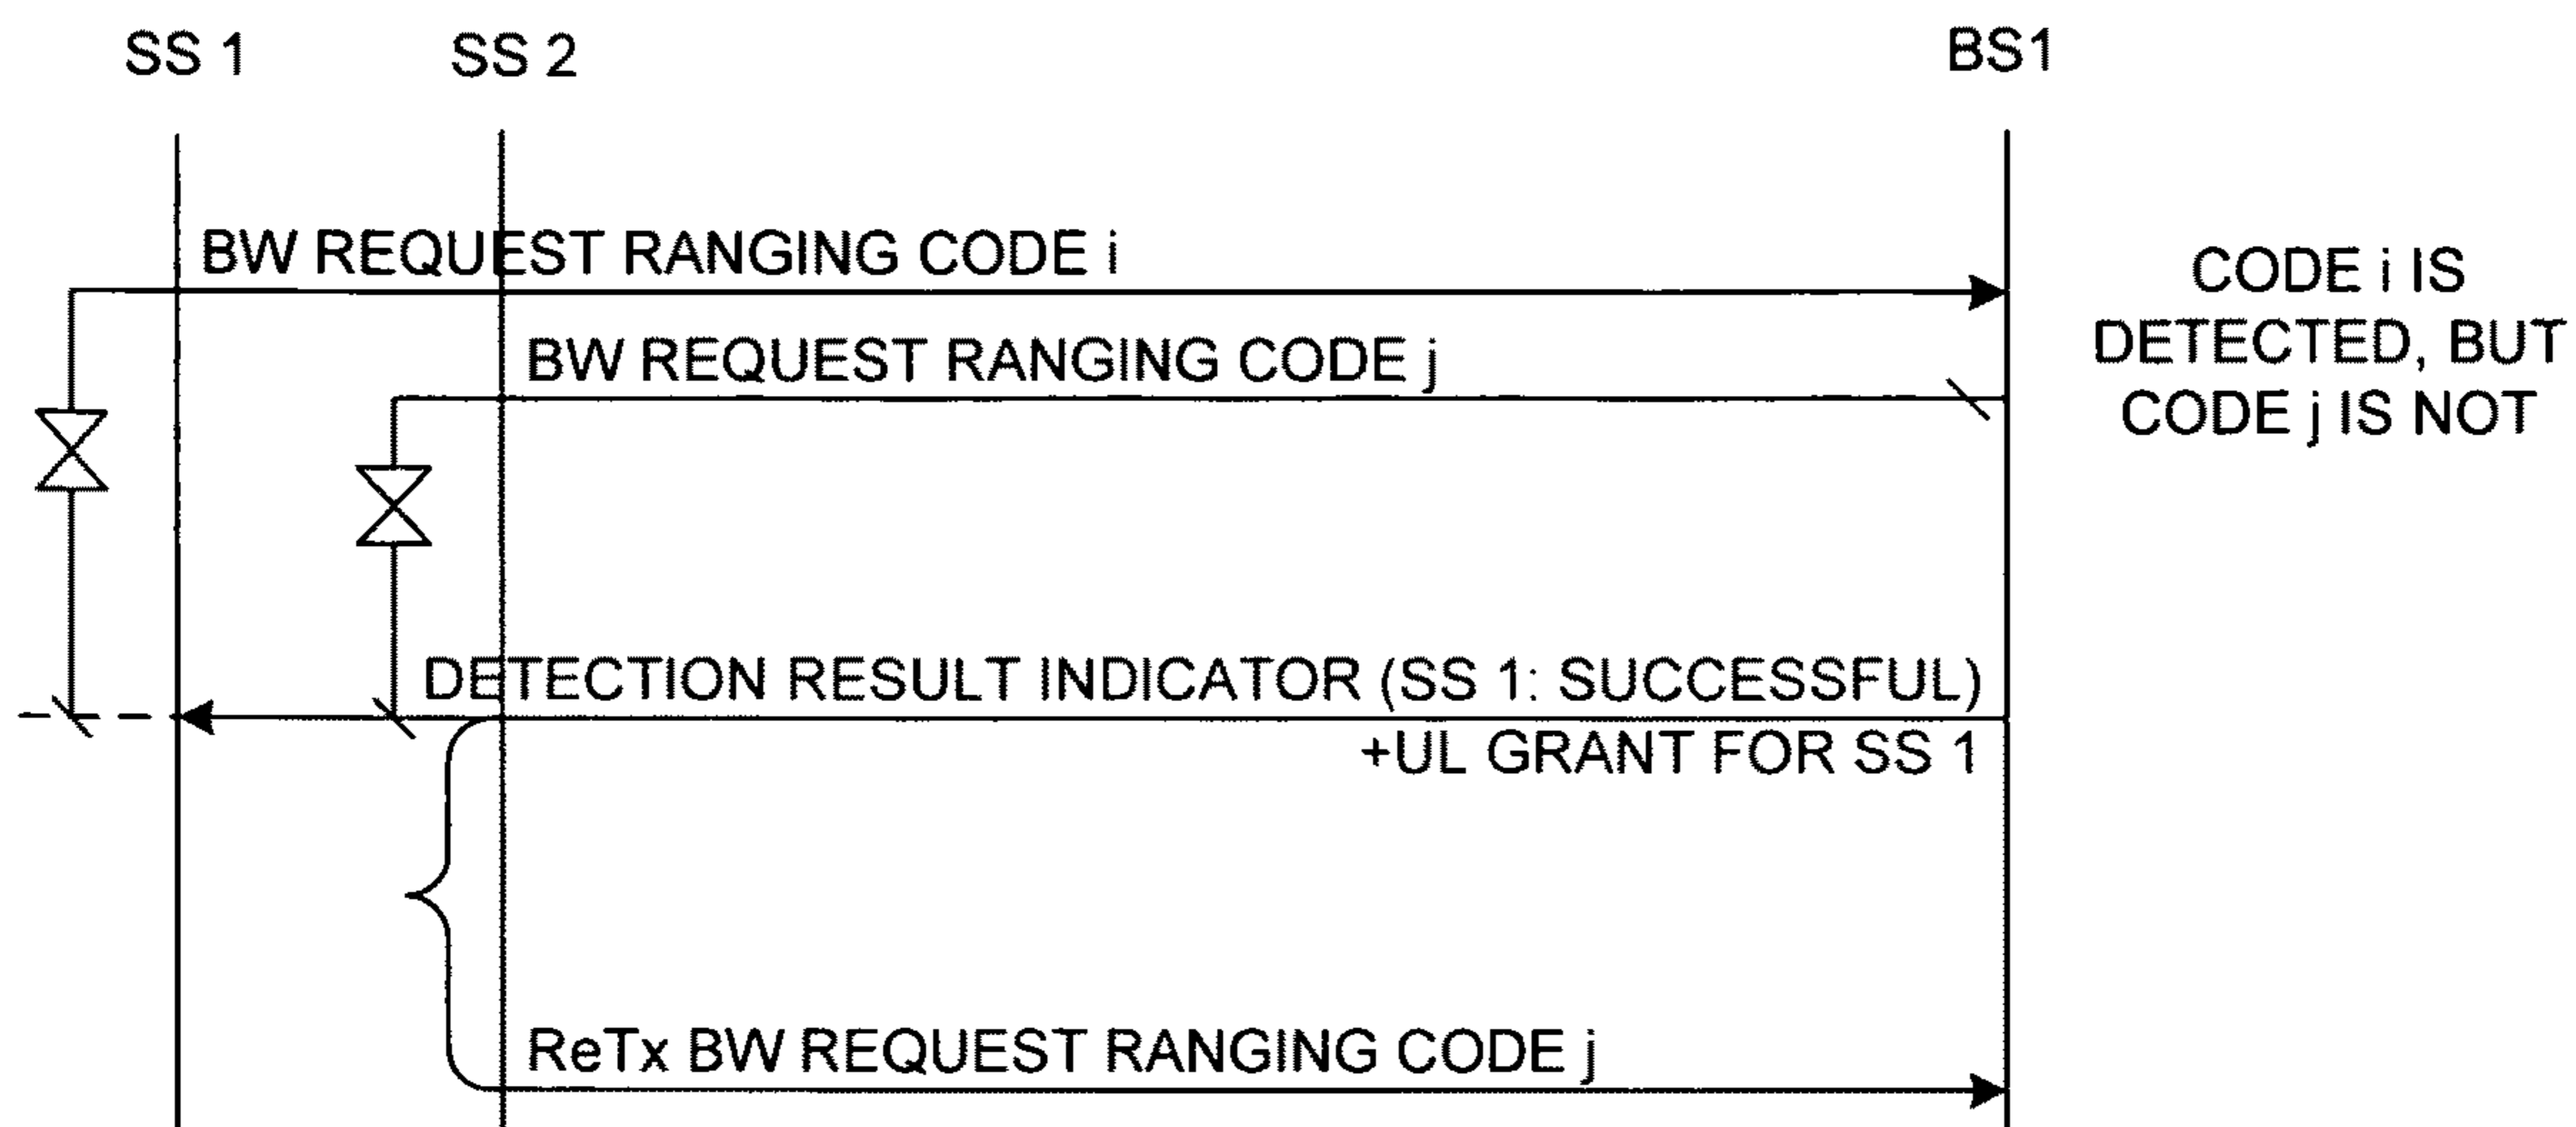 SS 1
SS 2
BS1
BW REQUEST RANGING CODE i
CODE i IS
DETECTED, BUT
CODE j IS NOT
BW REQUEST RANGING CODE j
DETECTION RESULT INDICATOR (SS 1: SUCCESSFUL)
+UL GRANT FOR SS 1
ReTx BW REQUEST RANGING CODE j